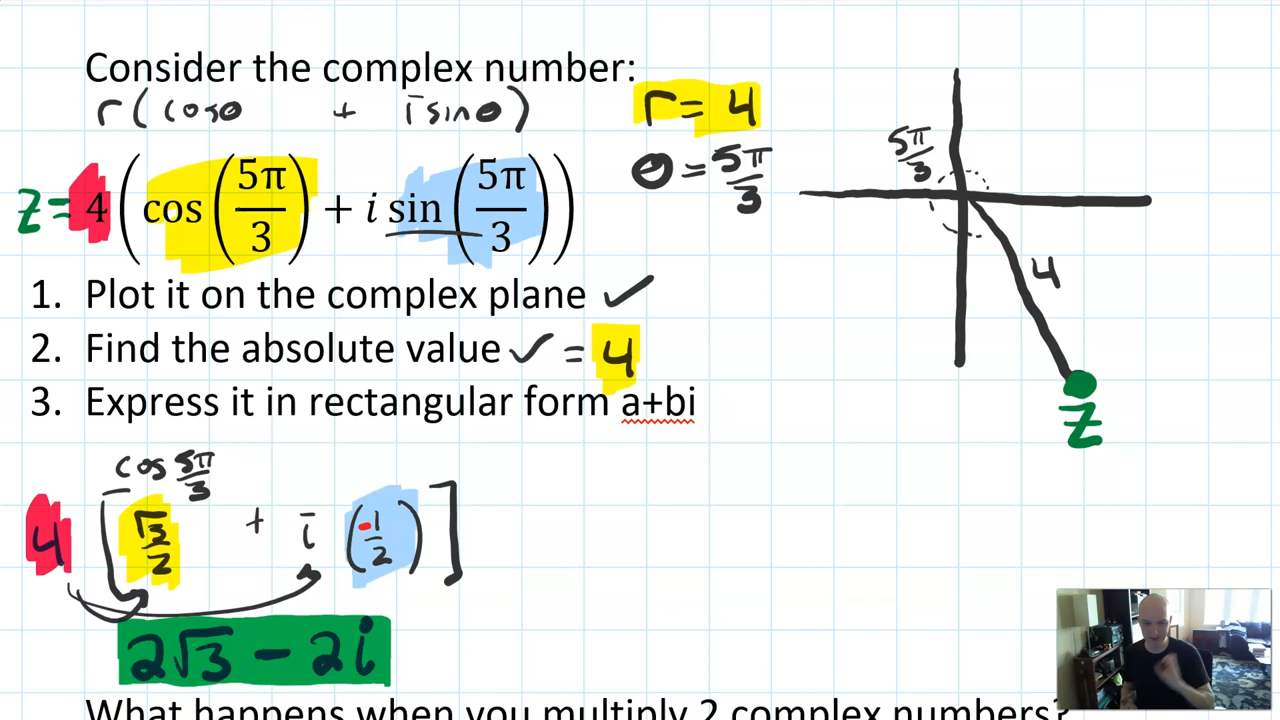 Consider the complex number:
r(cosθ + i sinθ)
r = 4
θ = 5π/3
z = 4(cos(5π/3) + i sin(5π/3))
5π/3
4
z
1. Plot it on the complex plane ✓
2. Find the absolute value ✓ = 4
3. Express it in rectangular form a+bi
cos 5π/3
4 [√3/2 + i (-1/2)]
2√3 − 2i
What happens when you multiply 2 complex numbers?